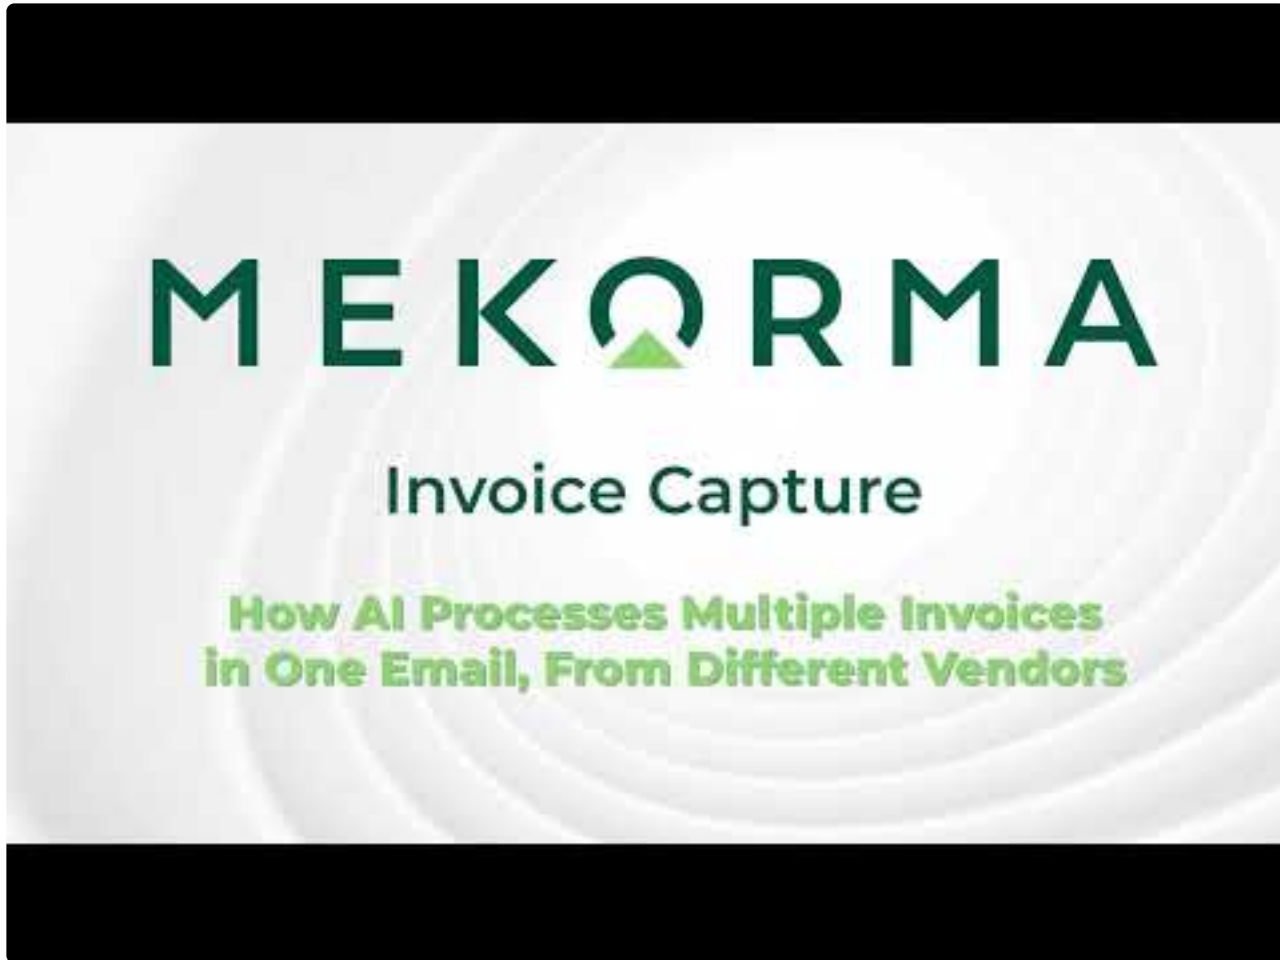 MEKORMA
Invoice Capture
How AI Processes Multiple Invoices
in One Email, From Different Vendors